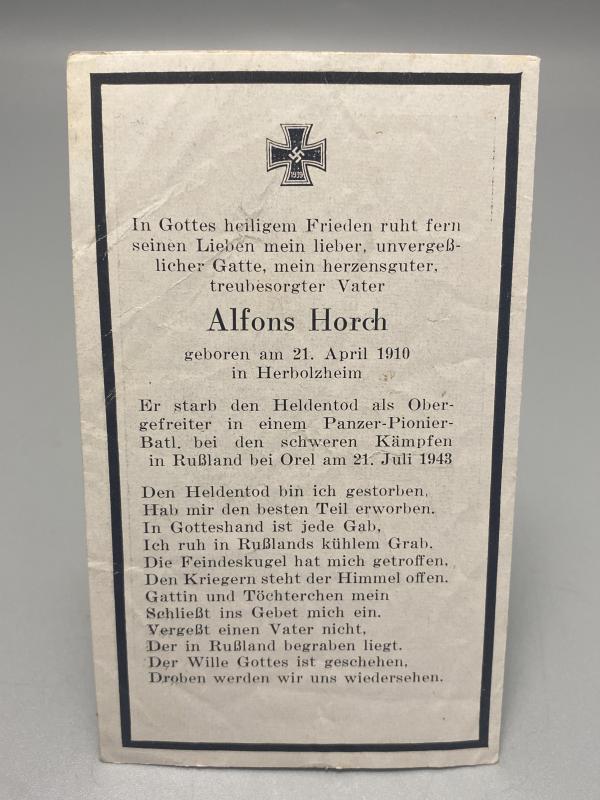 1939
In Gottes heiligem Frieden ruht fern
seinen Lieben mein lieber, unvergeß-
licher Gatte, mein herzensguter,
treubesorgter Vater
Alfons Horch
geboren am 21. April 1910
in Herbolzheim
Er starb den Heldentod als Ober-
gefreiter in einem Panzer-Pionier-
Batl. bei den schweren Kämpfen
in Rußland bei Orel am 21. Juli 1943
Den Heldentod bin ich gestorben,
Hab mir den besten Teil erworben.
In Gotteshand ist jede Gab,
Ich ruh in Rußlands kühlem Grab.
Die Feindeskugel hat mich getroffen,
Den Kriegern steht der Himmel offen.
Gattin und Töchterchen mein
Schließt ins Gebet mich ein.
Vergeßt einen Vater nicht,
Der in Rußland begraben liegt.
Der Wille Gottes ist geschehen,
Droben werden wir uns wiedersehen.